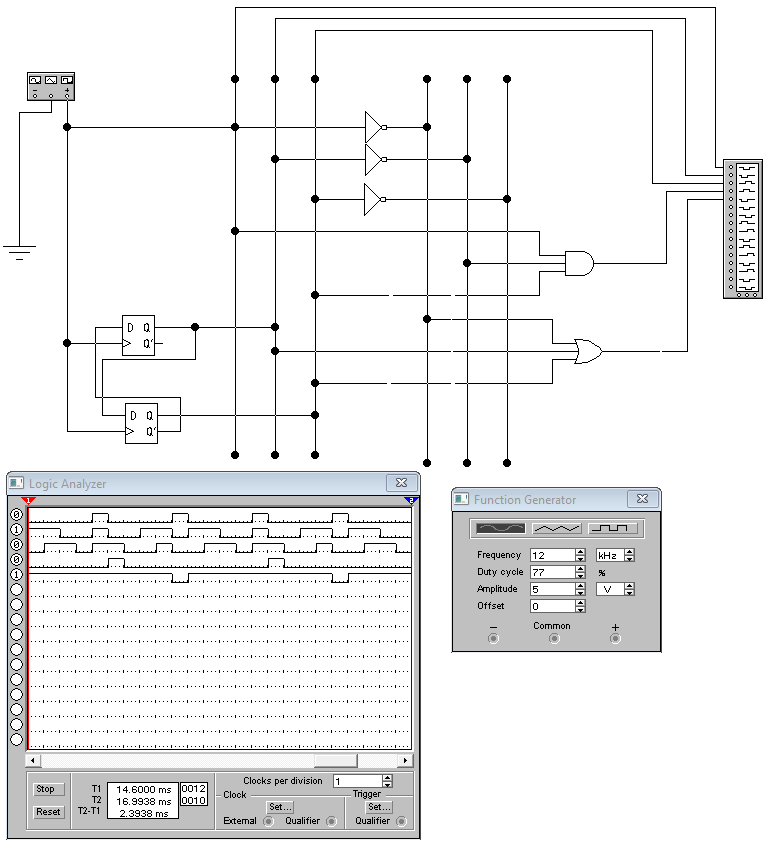 D Q
Q'
D Q
Q'
Logic Analyzer
1
2
0
1
0
0
1
Stop
Reset
T1 14.6000 ms 0012
T2 16.9938 ms 0010
T2-T1 2.3938 ms
Clocks per division 1
Clock
Set...
External Qualifier
Trigger
Set...
Qualifier
Function Generator
Frequency 12 kHz
Duty cycle 77 %
Amplitude 5 V
Offset 0
− Common +